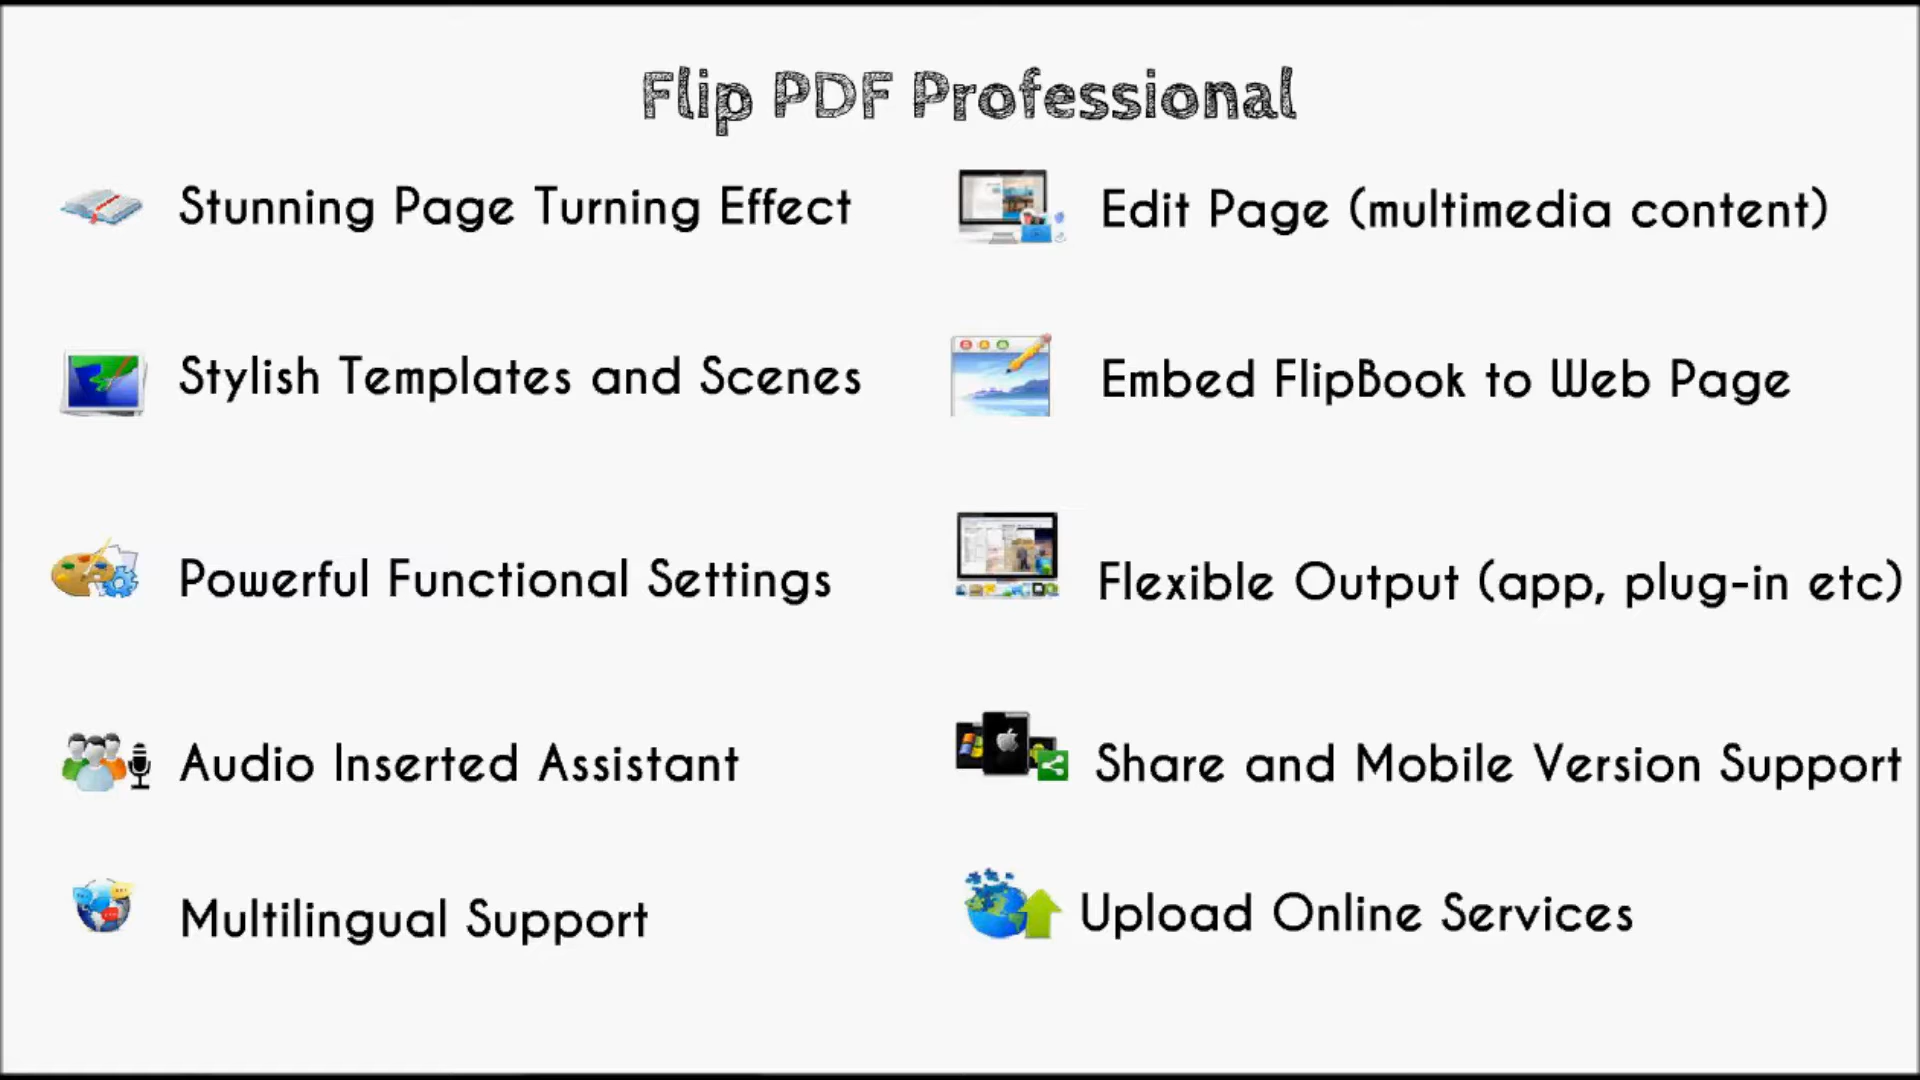 Flip PDF Professional
Stunning Page Turning Effect
Edit Page (multimedia content)
Stylish Templates and Scenes
Embed FlipBook to Web Page
Powerful Functional Settings
Flexible Output (app, plug-in etc)
Audio Inserted Assistant
Share and Mobile Version Support
Multilingual Support
Upload Online Services